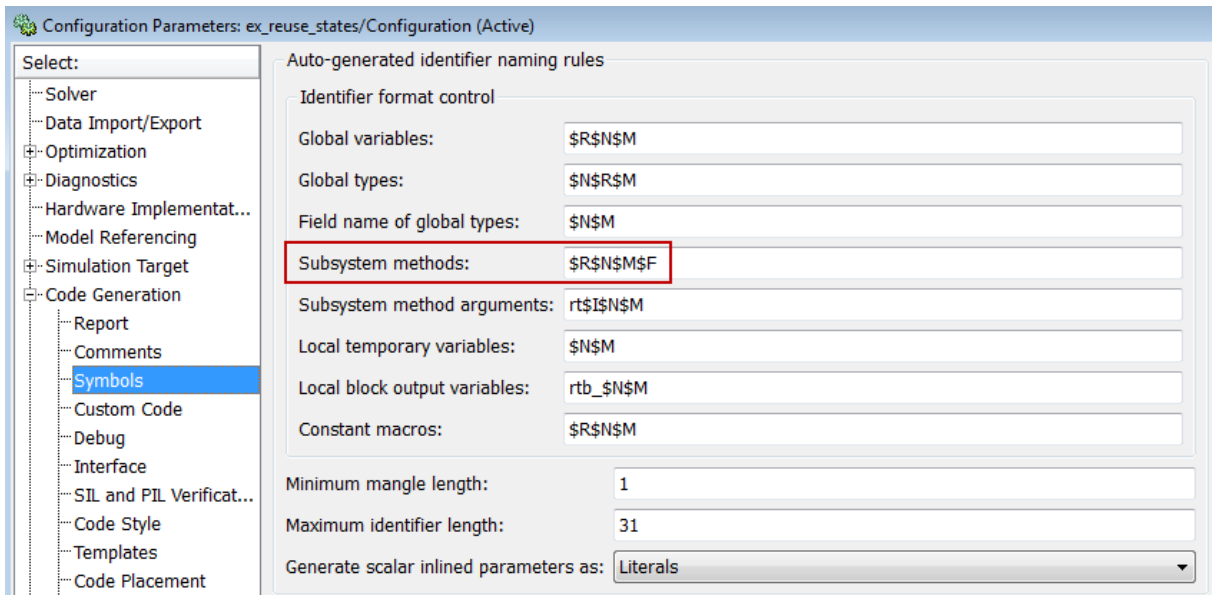 Configuration Parameters: ex_reuse_states/Configuration (Active)
Select:
Solver
Data Import/Export
Optimization
Diagnostics
Hardware Implementat...
Model Referencing
Simulation Target
Code Generation
Report
Comments
Symbols
Custom Code
Debug
Interface
SIL and PIL Verificat...
Code Style
Templates
Code Placement
Auto-generated identifier naming rules
Identifier format control
Global variables: $R$N$M
Global types: $N$R$M
Field name of global types: $N$M
Subsystem methods: $R$N$M$F
Subsystem method arguments: rt$I$N$M
Local temporary variables: $N$M
Local block output variables: rtb_$N$M
Constant macros: $R$N$M
Minimum mangle length: 1
Maximum identifier length: 31
Generate scalar inlined parameters as: Literals